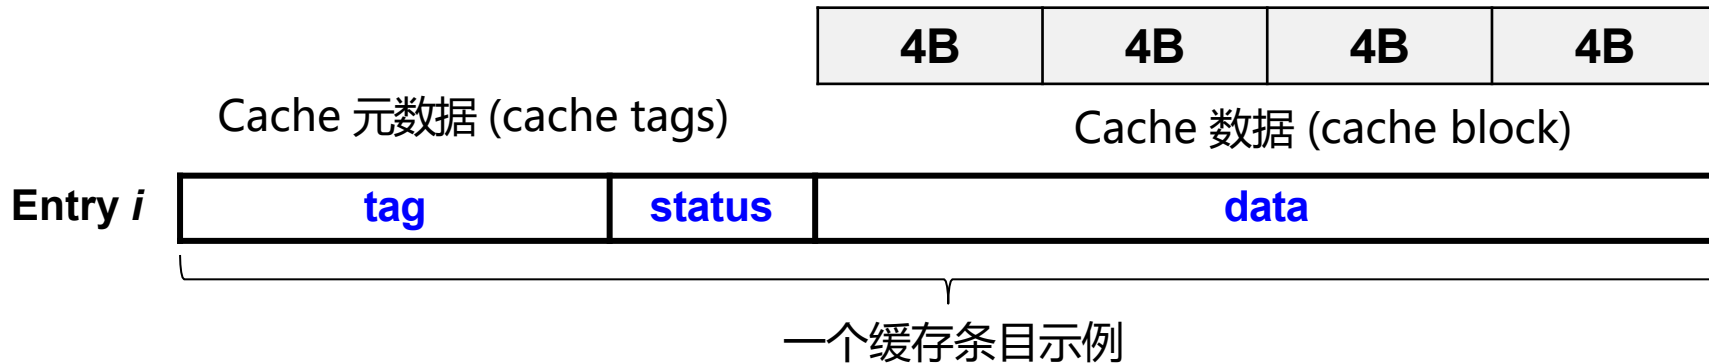 4B 4B 4B 4B
Cache 元数据 (cache tags) Cache 数据 (cache block)
Entry i tag status data
一个缓存条目示例